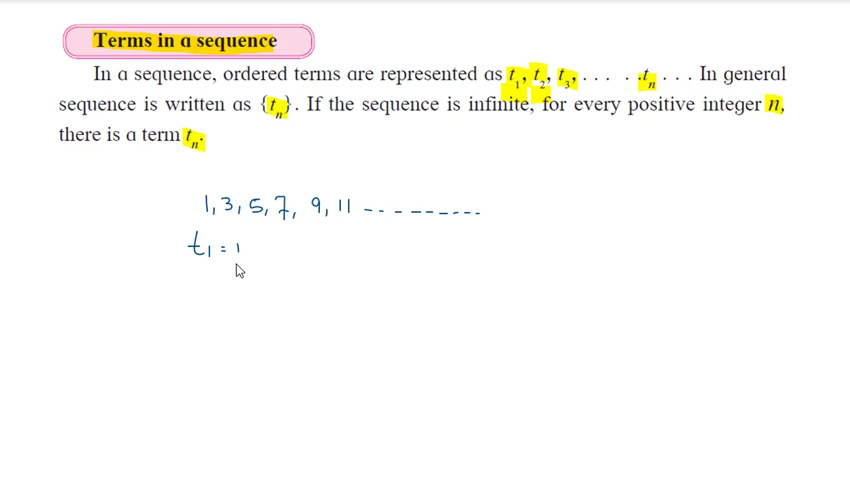 Terms in a sequence
In a sequence, ordered terms are represented as t₁, t₂, t₃, . . . . . tₙ . . . In general
sequence is written as {tₙ}. If the sequence is infinite, for every positive integer n,
there is a term tₙ.
1, 3, 5, 7, 9, 11 ---------
t₁ = 1